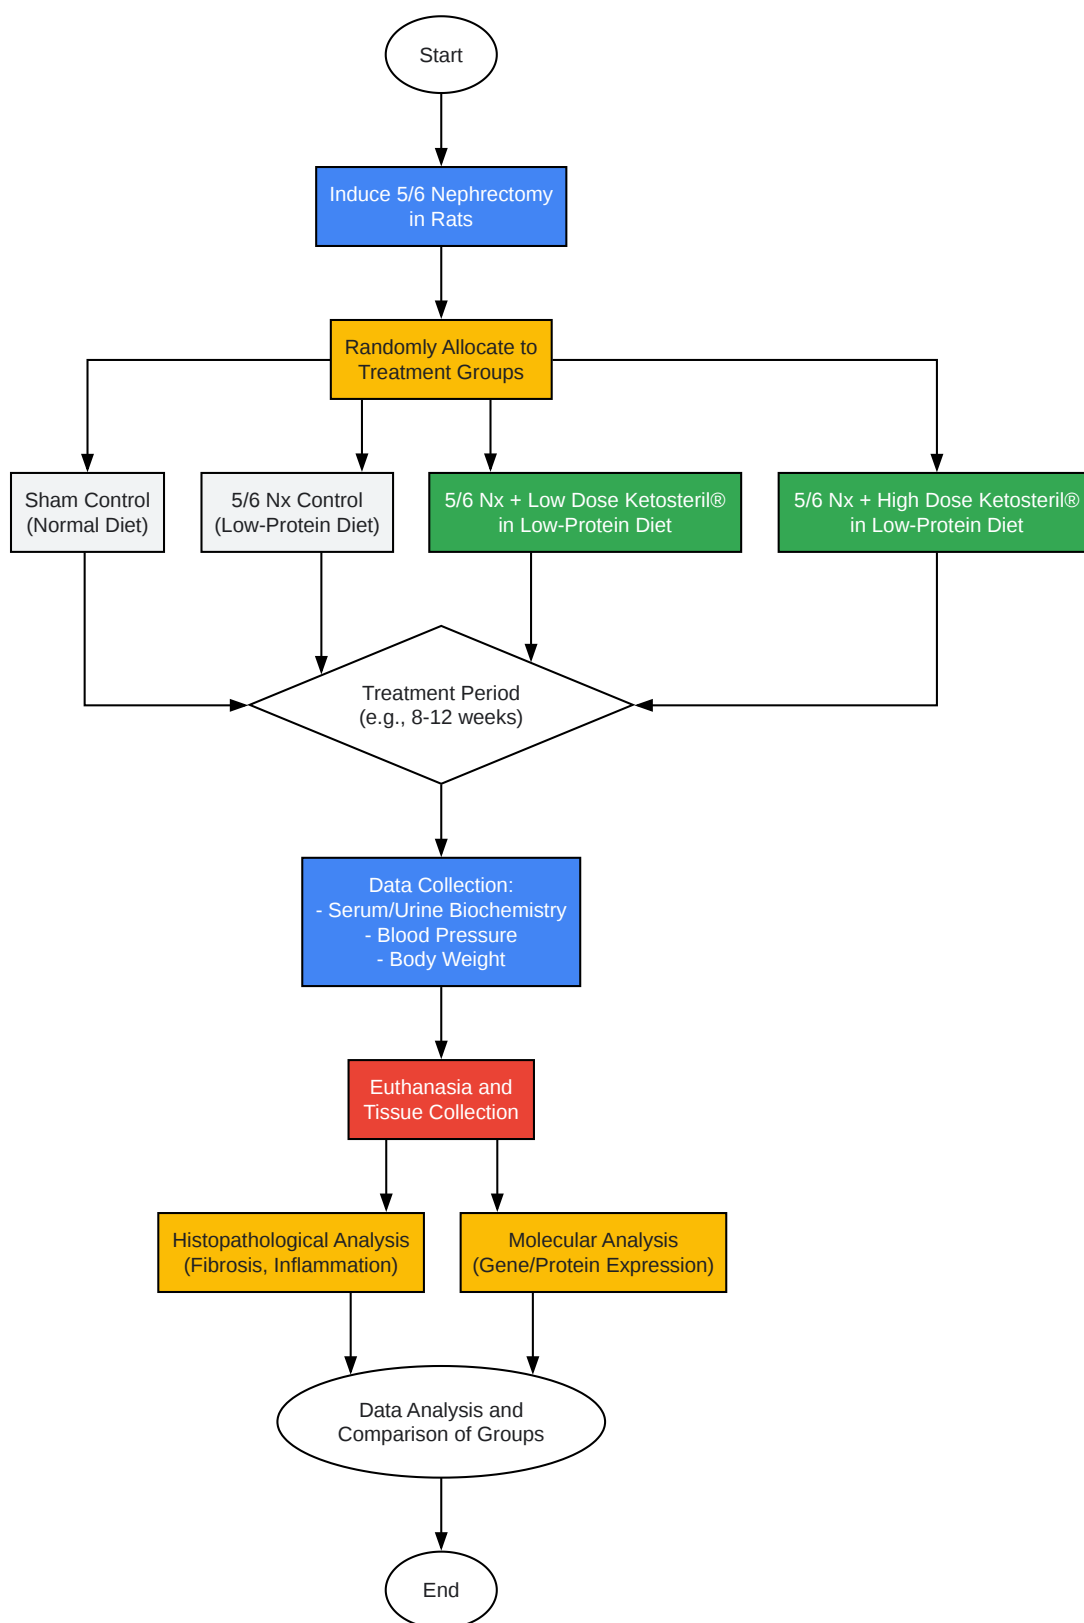 Start
Induce 5/6 Nephrectomy
in Rats
Randomly Allocate to
Treatment Groups
Sham Control
(Normal Diet)
5/6 Nx Control
(Low-Protein Diet)
5/6 Nx + Low Dose Ketosteril®
in Low-Protein Diet
5/6 Nx + High Dose Ketosteril®
in Low-Protein Diet
Treatment Period
(e.g., 8-12 weeks)
Data Collection:
- Serum/Urine Biochemistry
- Blood Pressure
- Body Weight
Euthanasia and
Tissue Collection
Histopathological Analysis
(Fibrosis, Inflammation)
Molecular Analysis
(Gene/Protein Expression)
Data Analysis and
Comparison of Groups
End